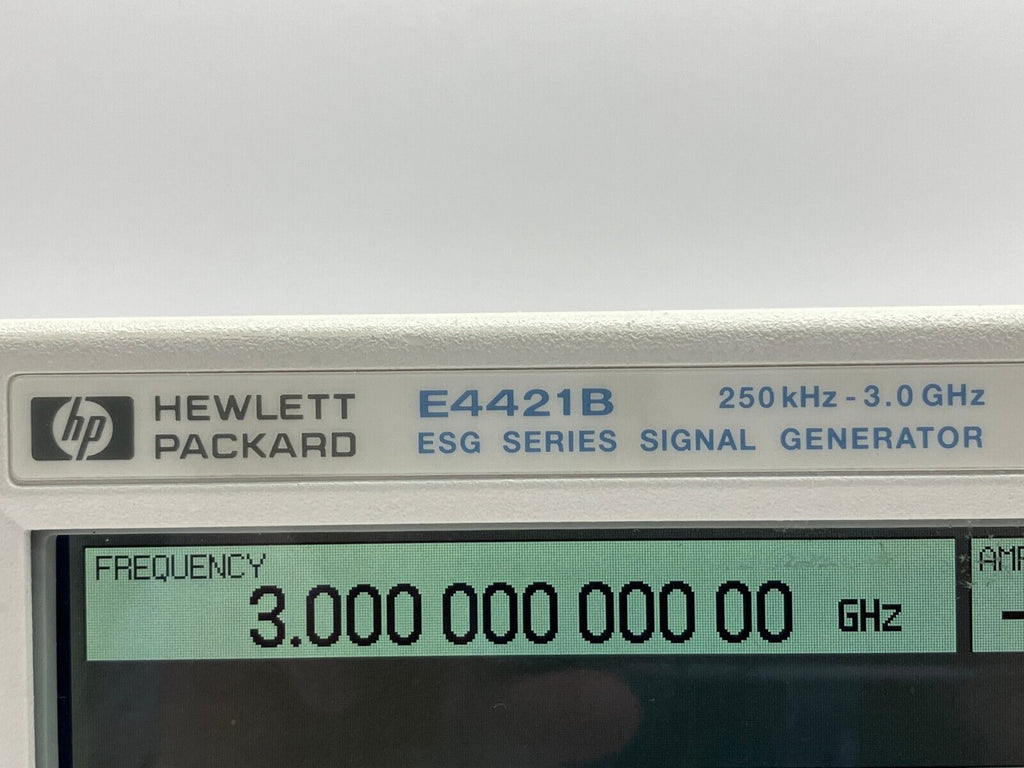 hp HEWLETT PACKARD
E4421B 250 kHz - 3.0 GHz
ESG SERIES SIGNAL GENERATOR
FREQUENCY
3.000 000 000 00 GHz